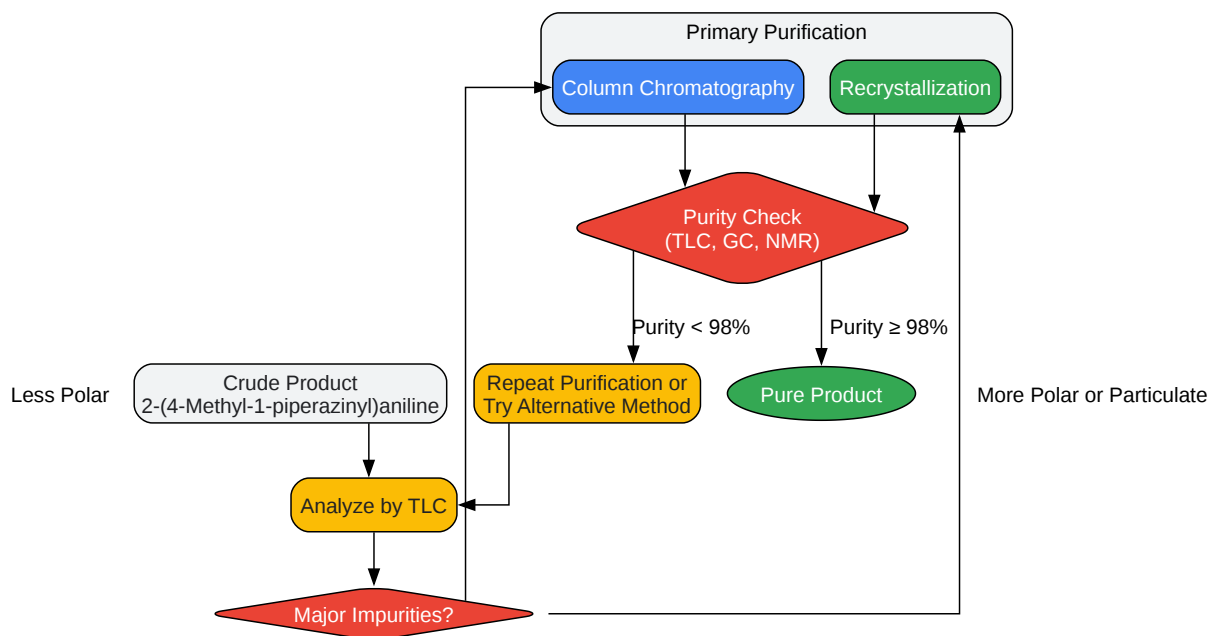 Primary Purification
Column Chromatography
Recrystallization
Purity Check
(TLC, GC, NMR)
Purity < 98%
Purity ≥ 98%
Less Polar
Crude Product
2-(4-Methyl-1-piperazinyl)aniline
Repeat Purification or
Try Alternative Method
Pure Product
More Polar or Particulate
Analyze by TLC
Major Impurities?